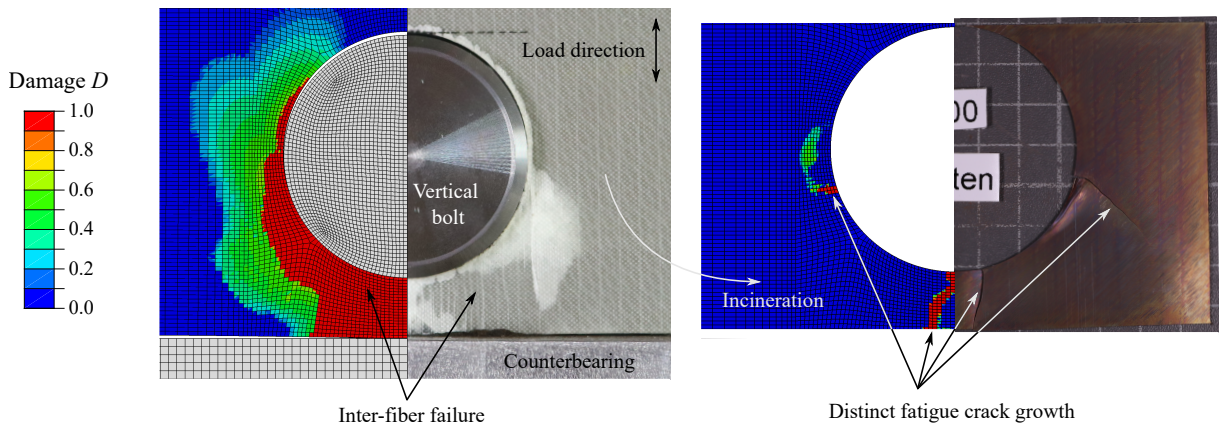 Damage D
1.0
0.8
0.6
0.4
0.2
0.0
Load direction
Vertical
bolt
Counterbearing
Inter-fiber failure
00
ten
Incineration
Distinct fatigue crack growth